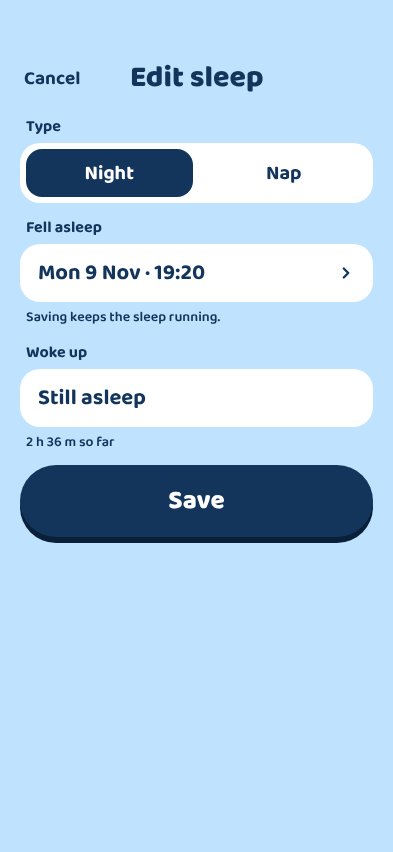 Cancel
Edit sleep
Type
Night
Nap
Fell asleep
Mon 9 Nov · 19:20
Saving keeps the sleep running.
Woke up
Still asleep
2 h 36 m so far
Save